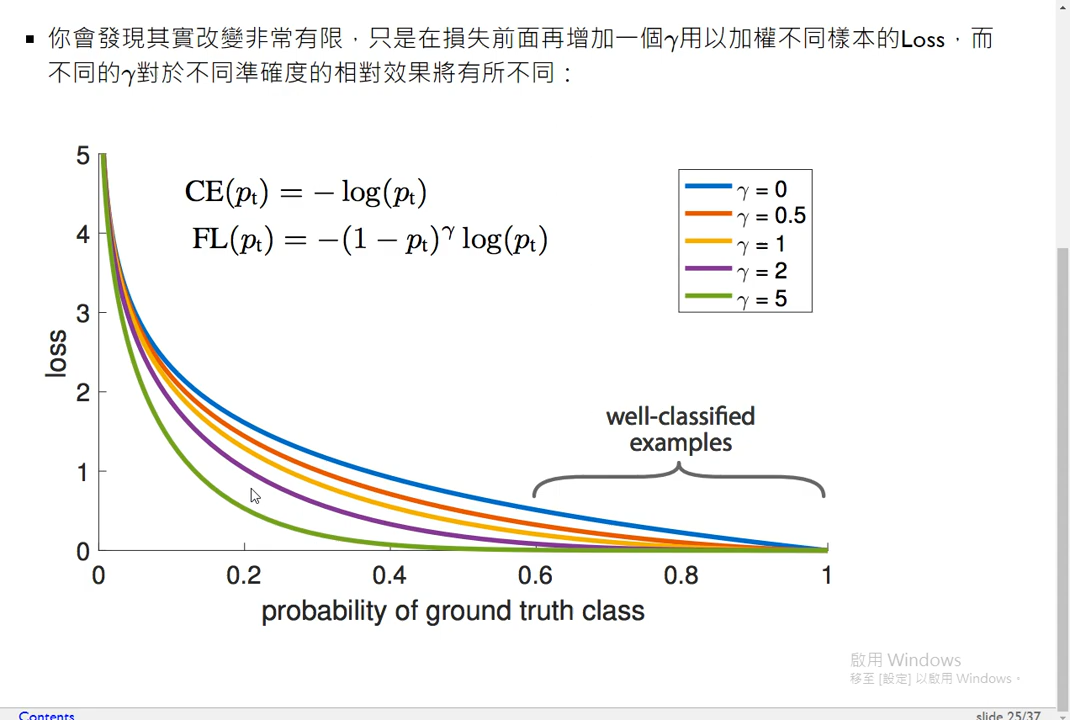 ▪ 你會發現其實改變非常有限，只是在損失前面再增加一個γ用以加權不同樣本的Loss，而
不同的γ對於不同準確度的相對效果將有所不同：
5
CE(pt) = − log(pt)
γ = 0
γ = 0.5
4
FL(pt) = −(1 − pt)^γ log(pt)
γ = 1
γ = 2
γ = 5
3
loss
2
well-classified
examples
1
0
0 0.2 0.4 0.6 0.8 1
probability of ground truth class
啟用 Windows
移至 [設定] 以啟用 Windows。
Contents
slide 25/37